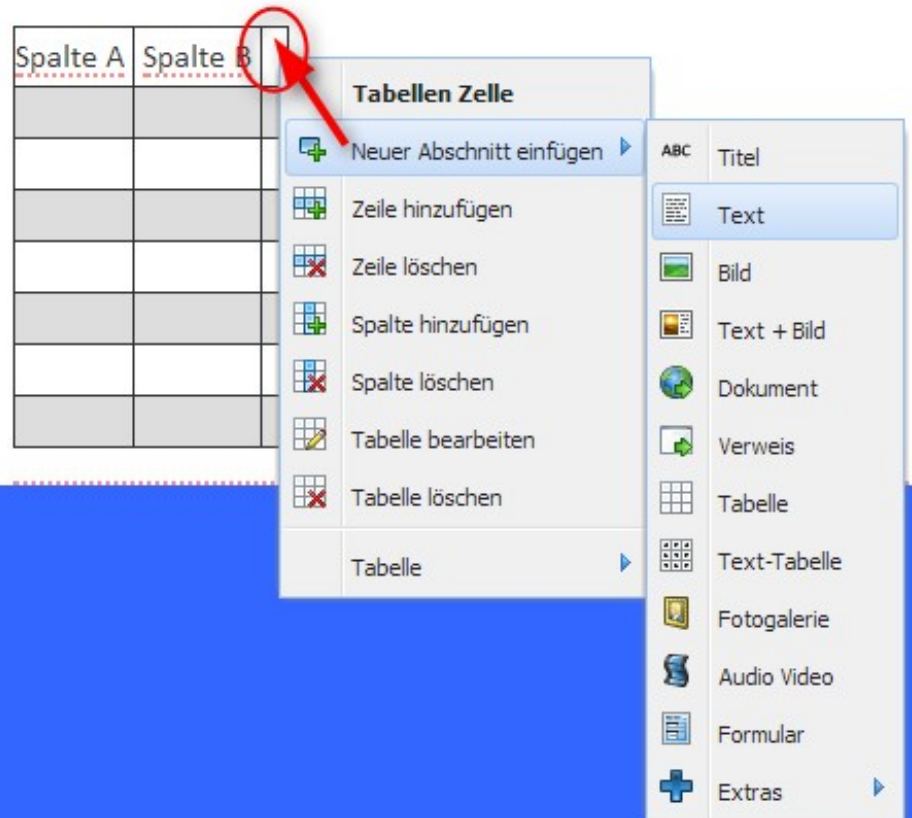 Spalte A
Spalte B
Tabellen Zelle
Neuer Abschnitt einfügen
Zeile hinzufügen
Zeile löschen
Spalte hinzufügen
Spalte löschen
Tabelle bearbeiten
Tabelle löschen
Tabelle
ABC Titel
Text
Bild
Text + Bild
Dokument
Verweis
Tabelle
Text-Tabelle
Fotogalerie
Audio Video
Formular
Extras